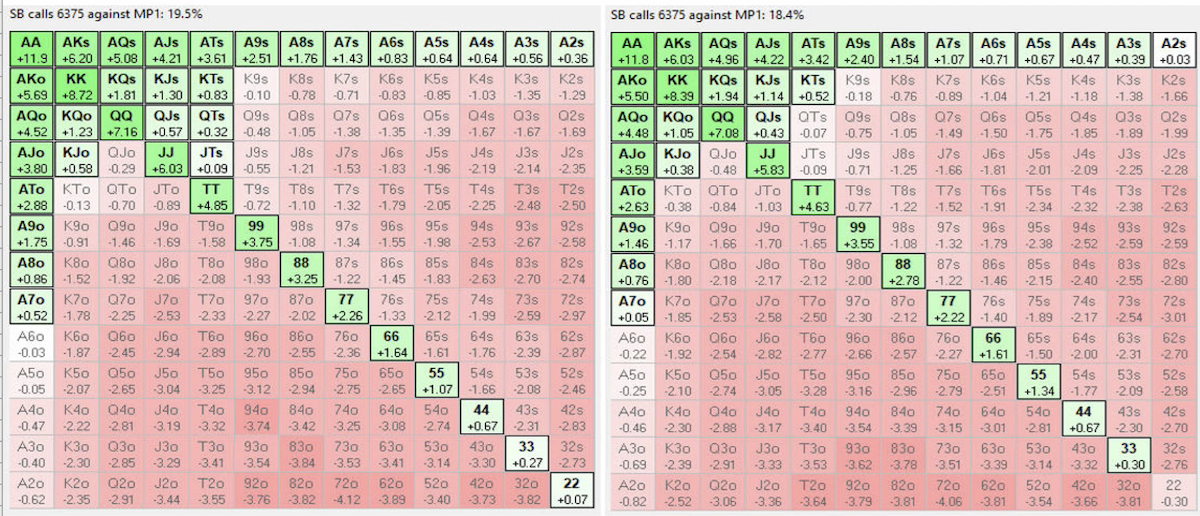 SB calls 6375 against MP1: 19.5%
AA AKs AQs AJs ATs A9s A8s A7s A6s A5s A4s A3s A2s
+11.9 +6.20 +5.08 +4.21 +3.61 +2.51 +1.76 +1.43 +0.83 +0.64 +0.64 +0.56 +0.36
AKo KK KQs KJs KTs K9s K8s K7s K6s K5s K4s K3s K2s
+5.69 +8.72 +1.81 +1.30 +0.83 -0.10 -0.78 -0.71 -0.83 -0.85 -1.03 -1.35 -1.29
AQo KQo QQ QJs QTs Q9s Q8s Q7s Q6s Q5s Q4s Q3s Q2s
+4.52 +1.23 +7.16 +0.57 +0.32 -0.48 -1.05 -1.38 -1.35 -1.39 -1.67 -1.67 -1.69
AJo KJo QJo JJ JTs J9s J8s J7s J6s J5s J4s J3s J2s
+3.80 +0.58 -0.29 +6.03 +0.09 -0.55 -1.21 -1.53 -1.83 -1.96 -2.19 -2.14 -2.35
ATo KTo QTo JTo TT T9s T8s T7s T6s T5s T4s T3s T2s
+2.88 -0.13 -0.70 -0.89 +4.85 -0.72 -1.10 -1.32 -1.79 -2.05 -2.25 -2.48 -2.50
A9o K9o Q9o J9o T9o 99 98s 97s 96s 95s 94s 93s 92s
+1.75 -0.91 -1.46 -1.69 -1.58 +3.75 -1.08 -1.34 -1.55 -1.98 -2.53 -2.67 -2.58
A8o K8o Q8o J8o T8o 98o 88 87s 86s 85s 84s 83s 82s
+0.86 -1.52 -1.92 -2.06 -2.08 -1.93 +3.25 -1.22 -1.45 -1.83 -2.63 -2.70 -2.74
A7o K7o Q7o J7o T7o 97o 87o 77 76s 75s 74s 73s 72s
+0.52 -1.78 -2.25 -2.53 -2.33 -2.27 -2.02 +2.26 -1.33 -2.12 -1.99 -2.59 -2.97
A6o K6o Q6o J6o T6o 96o 86o 76o 66 65s 64s 63s 62s
-0.03 -1.87 -2.45 -2.94 -2.89 -2.70 -2.55 -2.36 +1.64 -1.61 -1.76 -2.39 -2.87
A5o K5o Q5o J5o T5o 95o 85o 75o 65o 55 54s 53s 52s
-0.05 -2.07 -2.65 -3.04 -3.25 -3.12 -2.94 -2.75 -2.65 +1.07 -1.66 -2.08 -2.46
A4o K4o Q4o J4o T4o 94o 84o 74o 64o 54o 44 43s 42s
-0.47 -2.22 -2.81 -3.19 -3.32 -3.74 -3.42 -3.25 -3.08 -2.74 +0.67 -2.31 -2.83
A3o K3o Q3o J3o T3o 93o 83o 73o 63o 53o 43o 33 32s
-0.40 -2.30 -2.85 -3.29 -3.41 -3.54 -3.84 -3.53 -3.41 -3.14 -3.30 +0.27 -2.73
A2o K2o Q2o J2o T2o 92o 82o 72o 62o 52o 42o 32o 22
-0.62 -2.35 -2.91 -3.44 -3.55 -3.76 -3.82 -4.12 -3.89 -3.40 -3.73 -3.82 +0.07
SB calls 6375 against MP1: 18.4%
AA AKs AQs AJs ATs A9s A8s A7s A6s A5s A4s A3s A2s
+11.8 +6.03 +4.96 +4.22 +3.42 +2.40 +1.54 +1.07 +0.71 +0.67 +0.47 +0.39 +0.03
AKo KK KQs KJs KTs K9s K8s K7s K6s K5s K4s K3s K2s
+5.50 +8.39 +1.94 +1.14 +0.52 -0.18 -0.76 -0.89 -1.04 -1.21 -1.18 -1.38 -1.66
AQo KQo QQ QJs QTs Q9s Q8s Q7s Q6s Q5s Q4s Q3s Q2s
+4.48 +1.05 +7.08 +0.43 -0.07 -0.75 -1.05 -1.49 -1.50 -1.75 -1.85 -1.89 -1.99
AJo KJo QJo JJ JTs J9s J8s J7s J6s J5s J4s J3s J2s
+3.59 +0.38 -0.48 +5.83 -0.09 -0.71 -1.25 -1.66 -1.81 -2.01 -2.09 -2.25 -2.28
ATo KTo QTo JTo TT T9s T8s T7s T6s T5s T4s T3s T2s
+2.63 -0.38 -0.84 -1.03 +4.63 -0.77 -1.22 -1.52 -1.91 -2.34 -2.32 -2.38 -2.63
A9o K9o Q9o J9o T9o 99 98s 97s 96s 95s 94s 93s 92s
+1.46 -1.17 -1.66 -1.70 -1.65 +3.55 -1.08 -1.32 -1.79 -2.38 -2.52 -2.59 -2.59
A8o K8o Q8o J8o T8o 98o 88 87s 86s 85s 84s 83s 82s
+0.76 -1.80 -2.18 -2.17 -2.12 -2.00 +2.78 -1.22 -1.46 -2.15 -2.40 -2.55 -2.80
A7o K7o Q7o J7o T7o 97o 87o 77 76s 75s 74s 73s 72s
+0.05 -1.85 -2.53 -2.58 -2.50 -2.30 -2.12 +2.22 -1.40 -1.89 -2.17 -2.54 -3.01
A6o K6o Q6o J6o T6o 96o 86o 76o 66 65s 64s 63s 62s
-0.22 -1.92 -2.54 -2.82 -2.77 -2.66 -2.57 -2.27 +1.61 -1.50 -2.00 -2.31 -2.70
A5o K5o Q5o J5o T5o 95o 85o 75o 65o 55 54s 53s 52s
-0.25 -2.10 -2.74 -3.05 -3.28 -3.16 -2.96 -2.79 -2.51 +1.34 -1.77 -2.09 -2.58
A4o K4o Q4o J4o T4o 94o 84o 74o 64o 54o 44 43s 42s
-0.46 -2.30 -2.88 -3.17 -3.40 -3.54 -3.39 -3.15 -3.01 -2.81 +0.67 -2.30 -2.70
A3o K3o Q3o J3o T3o 93o 83o 73o 63o 53o 43o 33 32s
-0.69 -2.39 -2.91 -3.33 -3.53 -3.62 -3.78 -3.51 -3.39 -3.14 -3.32 +0.30 -2.76
A2o K2o Q2o J2o T2o 92o 82o 72o 62o 52o 42o 32o 22
-0.82 -2.52 -3.06 -3.36 -3.64 -3.79 -3.81 -4.06 -3.81 -3.54 -3.66 -3.81 -0.30